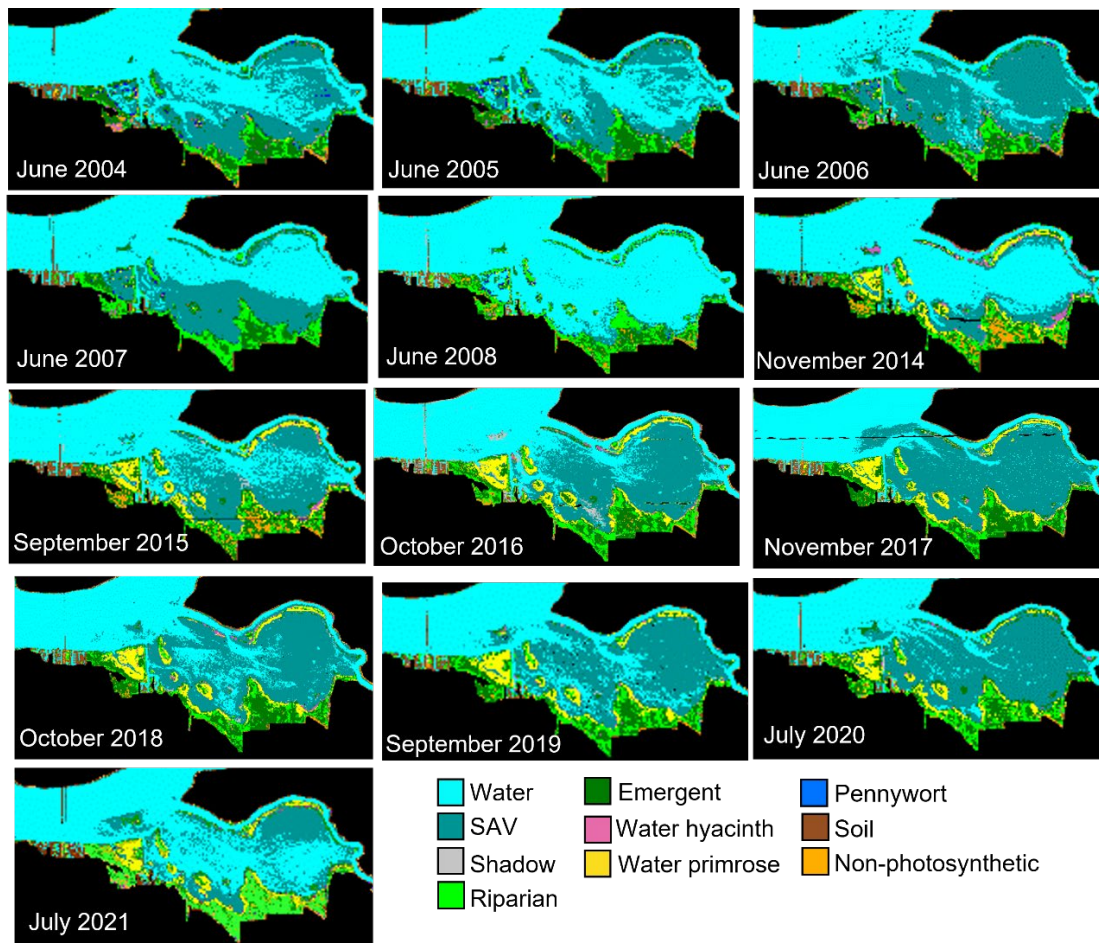 June 2004
June 2005
June 2006
June 2007
June 2008
November 2014
September 2015
October 2016
November 2017
October 2018
September 2019
July 2020
July 2021
Water
Emergent
Pennywort
SAV
Water hyacinth
Soil
Shadow
Water primrose
Non-photosynthetic
Riparian